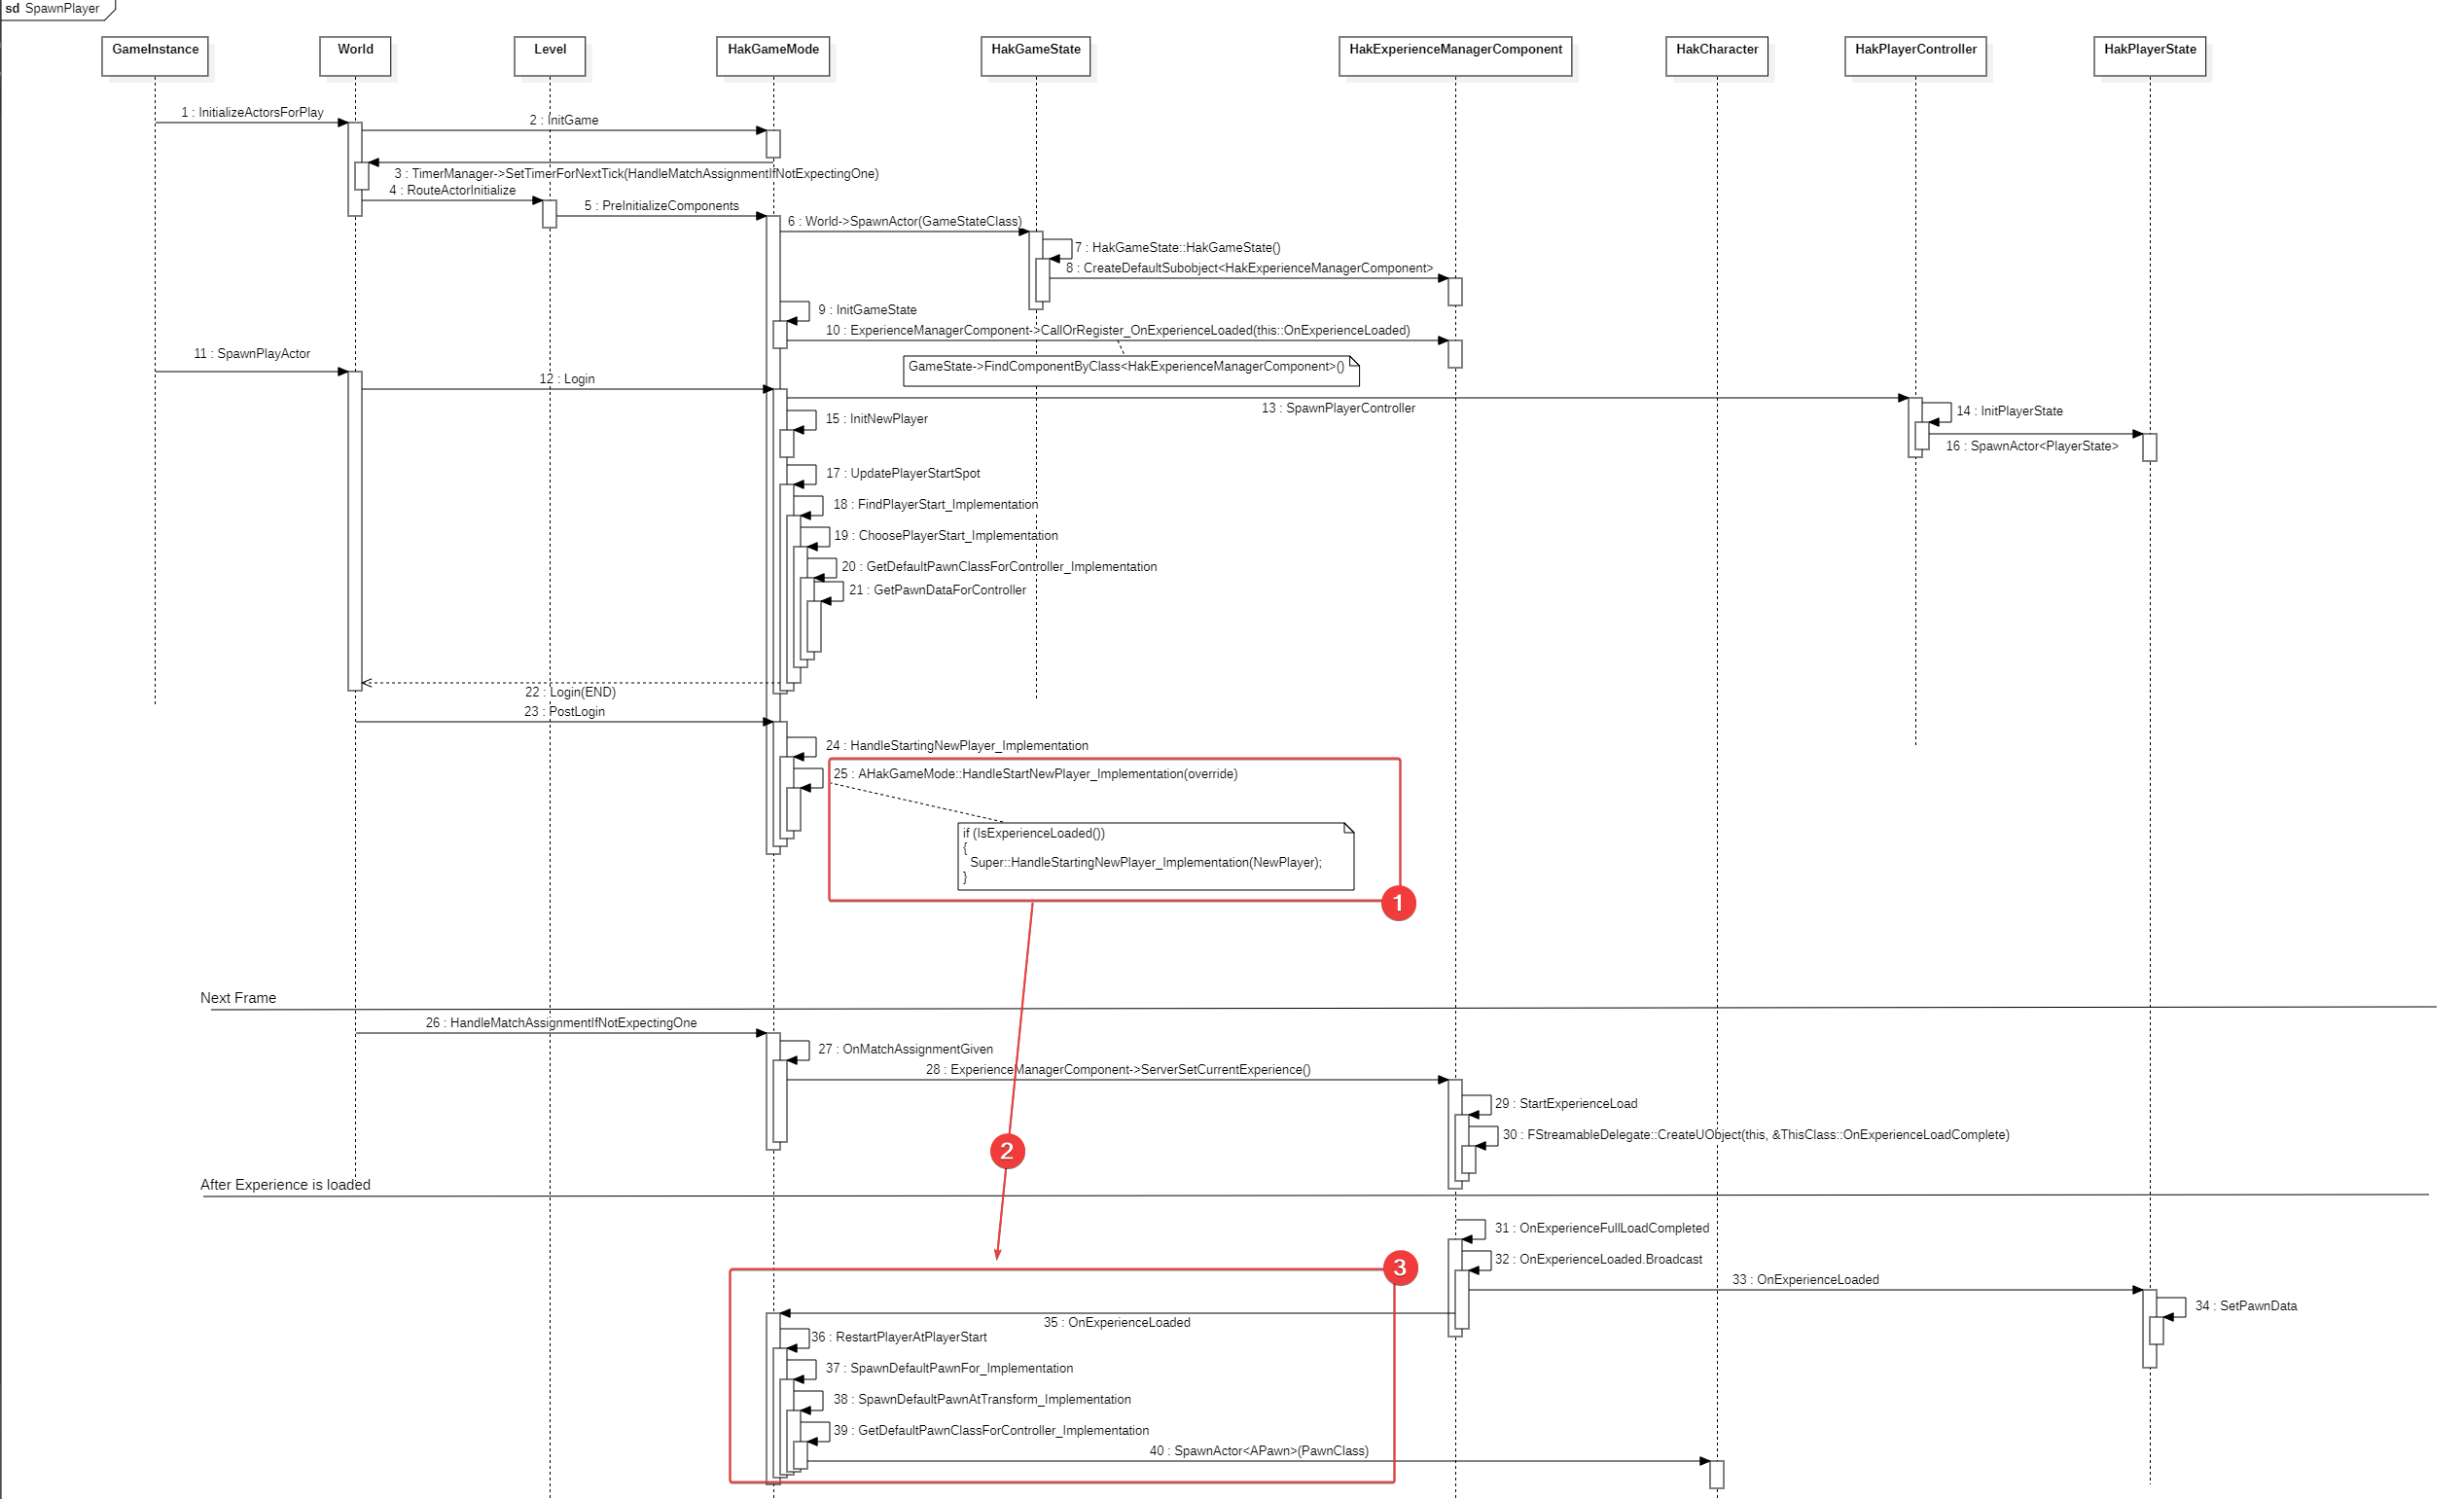 sd SpawnPlayer
GameInstance
World
Level
HakGameMode
HakGameState
HakExperienceManagerComponent
HakCharacter
HakPlayerController
HakPlayerState
1 : InitializeActorsForPlay
2 : InitGame
3 : TimerManager->SetTimerForNextTick(HandleMatchAssignmentIfNotExpectingOne)
4 : RouteActorInitialize
5 : PreInitializeComponents
6 : World->SpawnActor(GameStateClass)
7 : HakGameState::HakGameState()
8 : CreateDefaultSubobject<HakExperienceManagerComponent>
9 : InitGameState
10 : ExperienceManagerComponent->CallOrRegister_OnExperienceLoaded(this::OnExperienceLoaded)
GameState->FindComponentByClass<HakExperienceManagerComponent>()
11 : SpawnPlayActor
12 : Login
13 : SpawnPlayerController
14 : InitPlayerState
15 : InitNewPlayer
16 : SpawnActor<PlayerState>
17 : UpdatePlayerStartSpot
18 : FindPlayerStart_Implementation
19 : ChoosePlayerStart_Implementation
20 : GetDefaultPawnClassForController_Implementation
21 : GetPawnDataForController
22 : Login(END)
23 : PostLogin
24 : HandleStartingNewPlayer_Implementation
25 : AHakGameMode::HandleStartNewPlayer_Implementation(override)
if (IsExperienceLoaded())
{
Super::HandleStartingNewPlayer_Implementation(NewPlayer);
}
1
Next Frame
26 : HandleMatchAssignmentIfNotExpectingOne
27 : OnMatchAssignmentGiven
28 : ExperienceManagerComponent->ServerSetCurrentExperience()
29 : StartExperienceLoad
30 : FStreamableDelegate::CreateUObject(this, &ThisClass::OnExperienceLoadComplete)
2
After Experience is loaded
31 : OnExperienceFullLoadCompleted
32 : OnExperienceLoaded.Broadcast
3
33 : OnExperienceLoaded
34 : SetPawnData
35 : OnExperienceLoaded
36 : RestartPlayerAtPlayerStart
37 : SpawnDefaultPawnFor_Implementation
38 : SpawnDefaultPawnAtTransform_Implementation
39 : GetDefaultPawnClassForController_Implementation
40 : SpawnActor<APawn>(PawnClass)